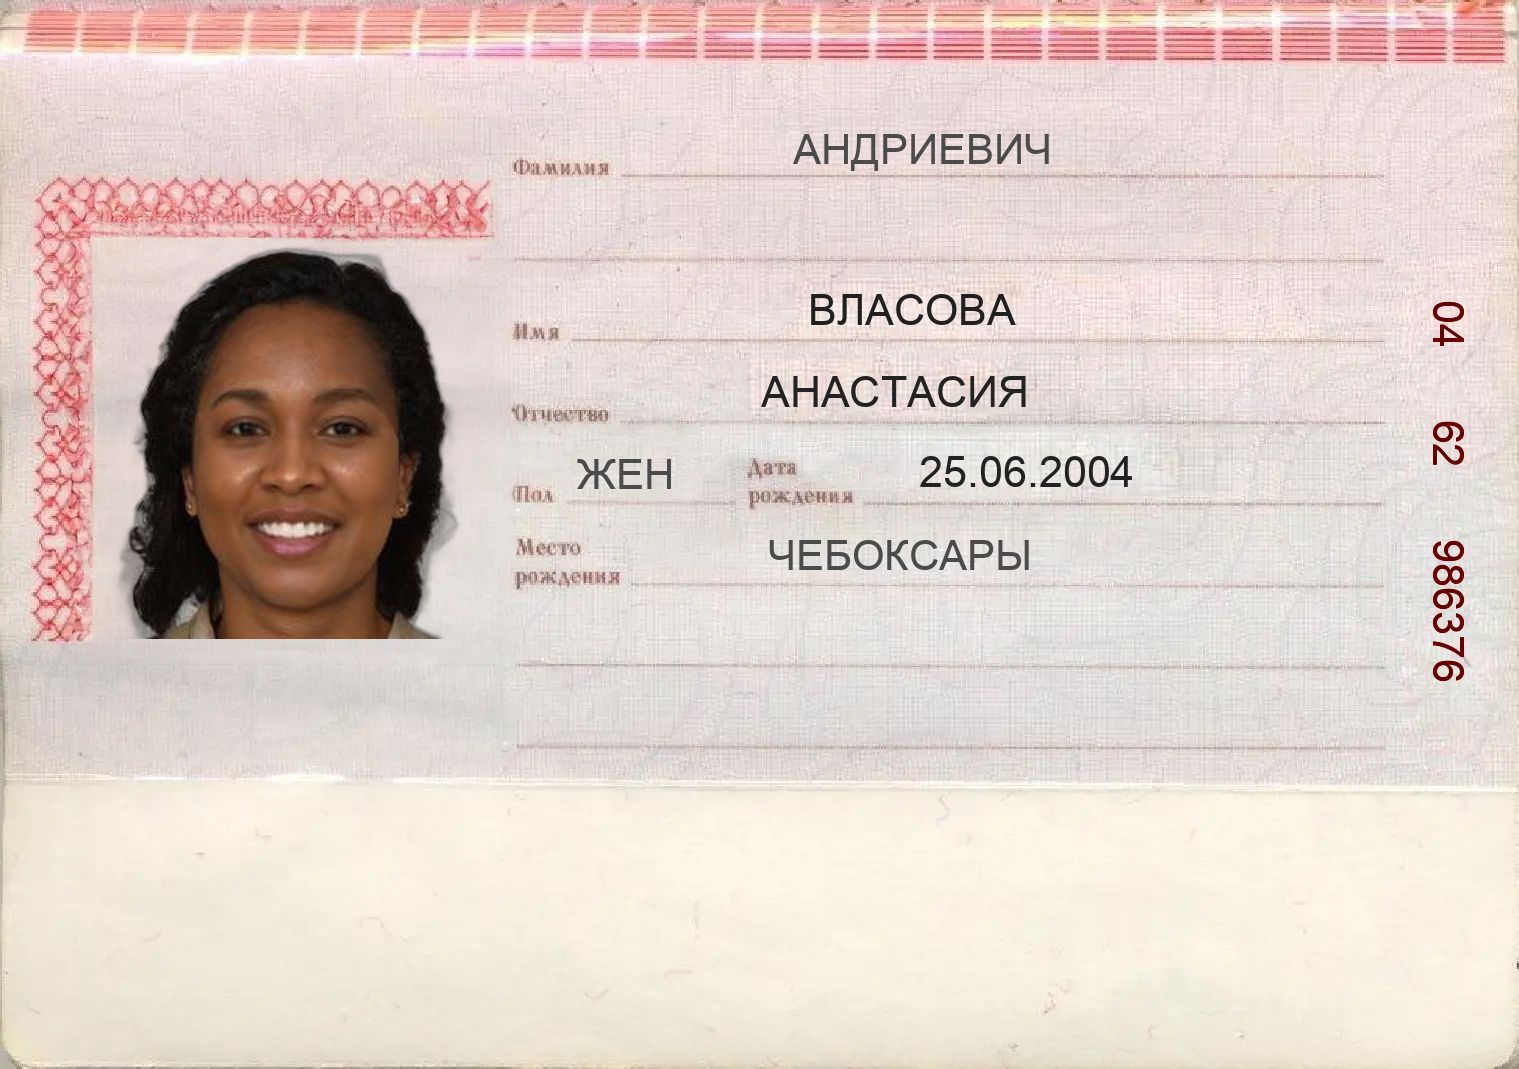 Фамилия АНДРИЕВИЧ
Имя ВЛАСОВА
Отчество АНАСТАСИЯ
Пол ЖЕН Дата рождения 25.06.2004
Место рождения ЧЕБОКСАРЫ
04 62 986376